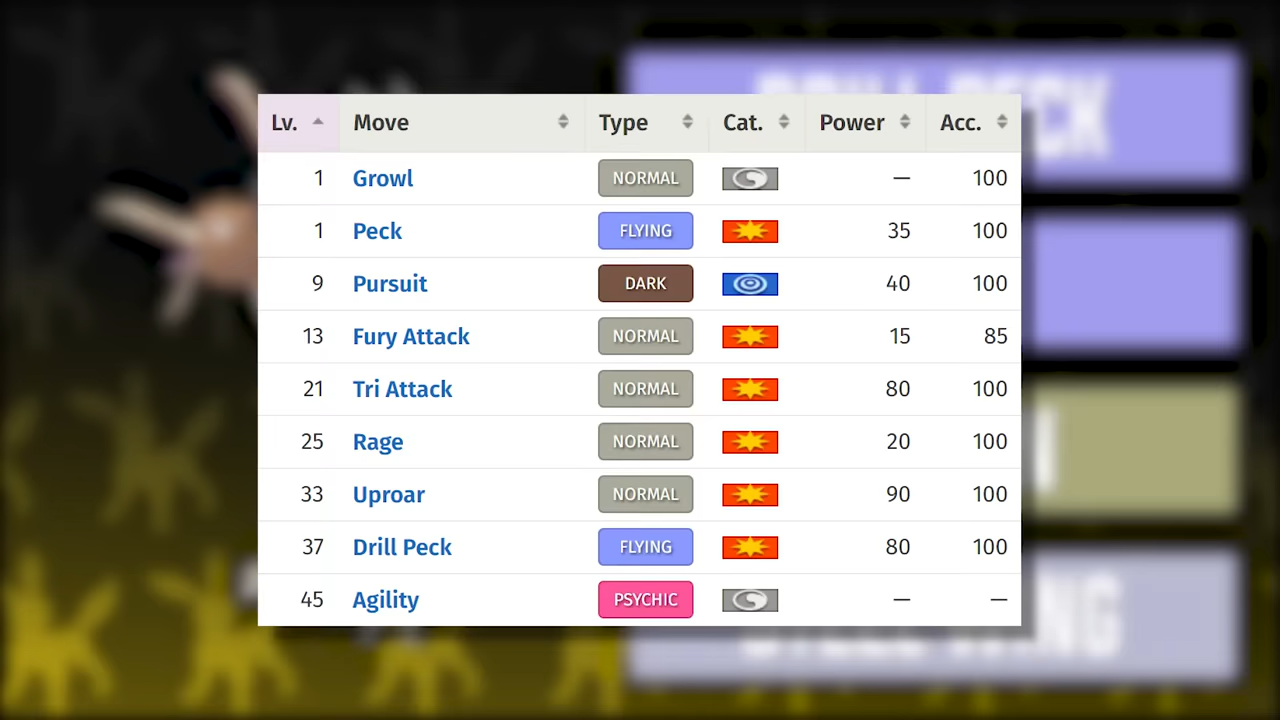 Lv. Move Type Cat. Power Acc.
1 Growl NORMAL — 100
1 Peck FLYING 35 100
9 Pursuit DARK 40 100
13 Fury Attack NORMAL 15 85
21 Tri Attack NORMAL 80 100
25 Rage NORMAL 20 100
33 Uproar NORMAL 90 100
37 Drill Peck FLYING 80 100
45 Agility PSYCHIC — —